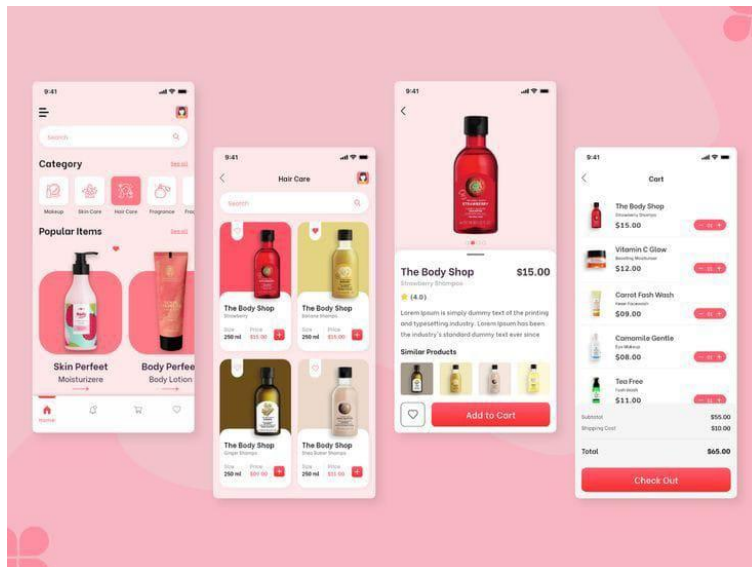 9:41
Search
Category
See all
Makeup
Skin Care
Hair Care
Fragrance
Popular Items
See all
Skin Perfeet
Moisturizere
Body Perfee
Body Lotion
Home
9:41
Hair Care
Search
The Body Shop
Strawberry
Size Price
250 ml $15.00
The Body Shop
Banana Shampo
Size Price
250 ml $15.00
The Body Shop
Ginger Shampo
Size Price
250 ml
The Body Shop
Shea Butter Shampo
Size Price
250 ml
9:41
STRAWBERRY
The Body Shop $15.00
Strawberry Shampoo
(4.0)
Lorem Ipsum is simply dummy text of the printing
and typesetting industry. Lorem Ipsum has been
the industry's standard dummy text ever since
Similar Products
Add to Cart
9:41
Cart
The Body Shop
Strawberry Shampo
$15.00
Vitamin C Glow
Boosting Moisturiser
$12.00
Carrot Fash Wash
$09.00
Camomile Gentle
Eye Makeup
$08.00
Tea Free
$11.00
Subtotal $55.00
Shipping Cost $10.00
Total $65.00
Check Out